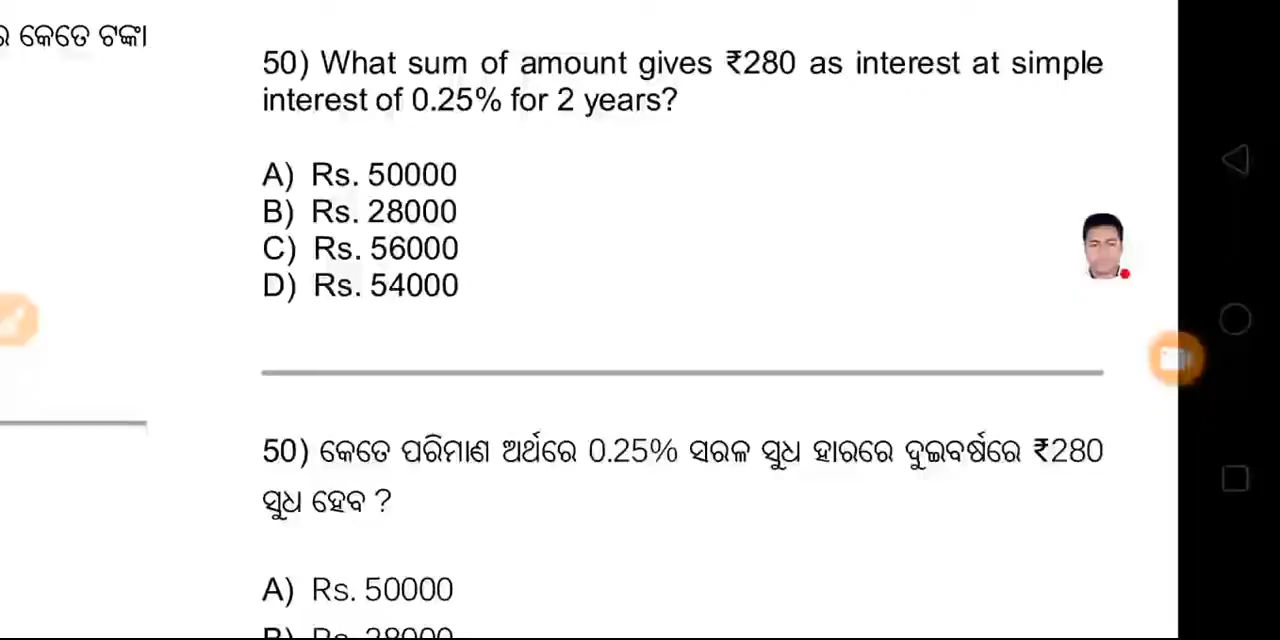 କେତେ ଟଙ୍କା
50) What sum of amount gives ₹280 as interest at simple
interest of 0.25% for 2 years?
A) Rs. 50000
B) Rs. 28000
C) Rs. 56000
D) Rs. 54000
50) କେତେ ପରିମାଣ ଅର୍ଥରେ 0.25% ସରଳ ସୁଧ ହାରରେ ଦୁଇବର୍ଷରେ ₹280
ସୁଧ ହେବ ?
A) Rs. 50000
B) Rs. 28000